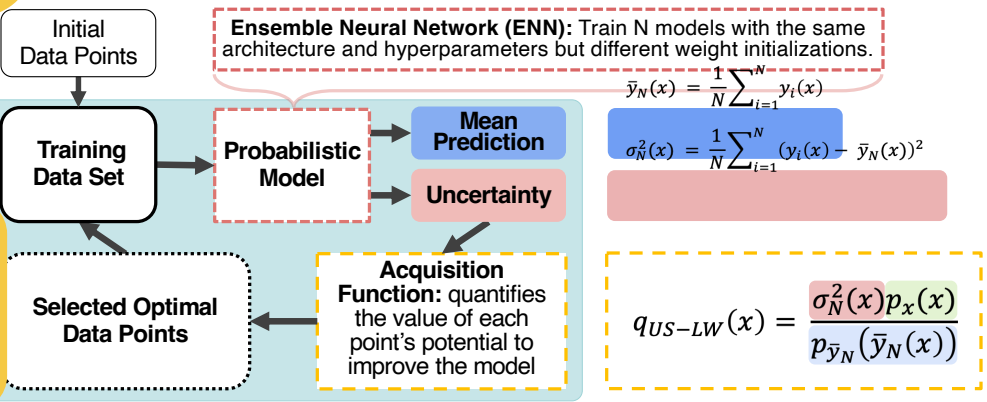 Initial
Data Points
Ensemble Neural Network (ENN): Train N models with the same
architecture and hyperparameters but different weight initializations.
ȳ_N(x) = 1/N ∑_{i=1}^{N} y_i(x)
Training
Data Set
Probabilistic
Model
Mean
Prediction
σ_N^2(x) = 1/N ∑_{i=1}^{N} (y_i(x) − ȳ_N(x))^2
Uncertainty
Selected Optimal
Data Points
Acquisition
Function: quantifies
the value of each
point's potential to
improve the model
q_{US−LW}(x) = σ_N^2(x)p_x(x) / p_{ȳ_N}(ȳ_N(x))